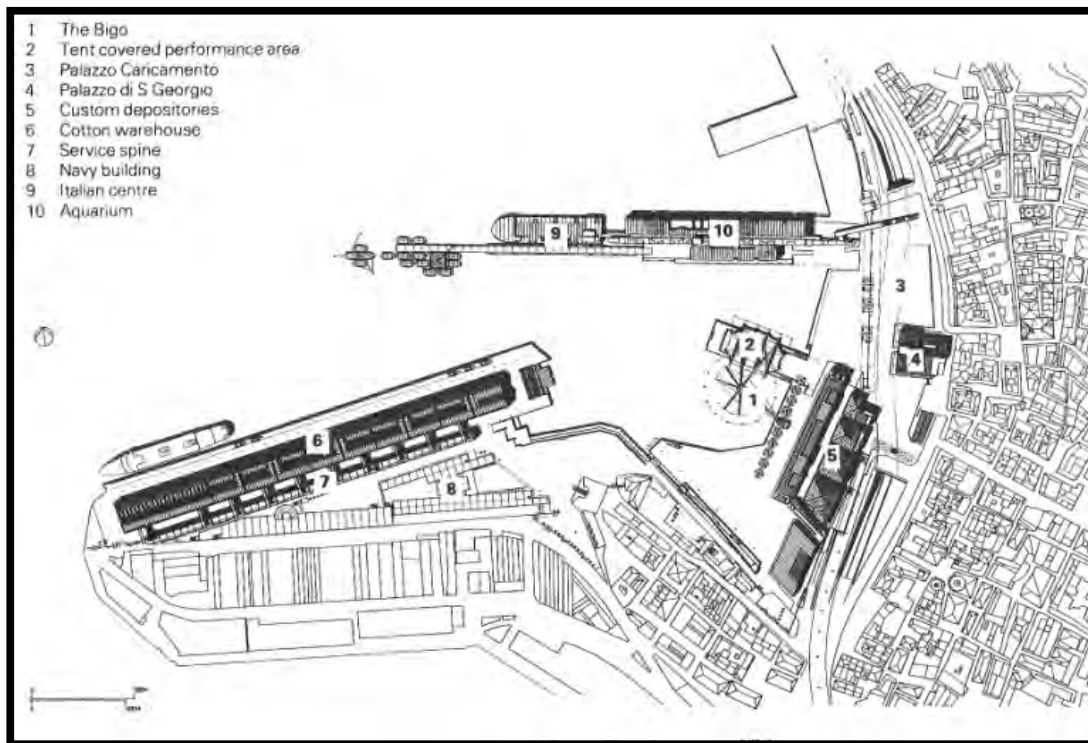 1 The Bigo
2 Tent covered performance area
3 Palazzo Caricamento
4 Palazzo di S Georgio
5 Custom depositories
6 Cotton warehouse
7 Service spine
8 Navy building
9 Italian centre
10 Aquarium
9
10
3
2
4
1
6
5
7
8